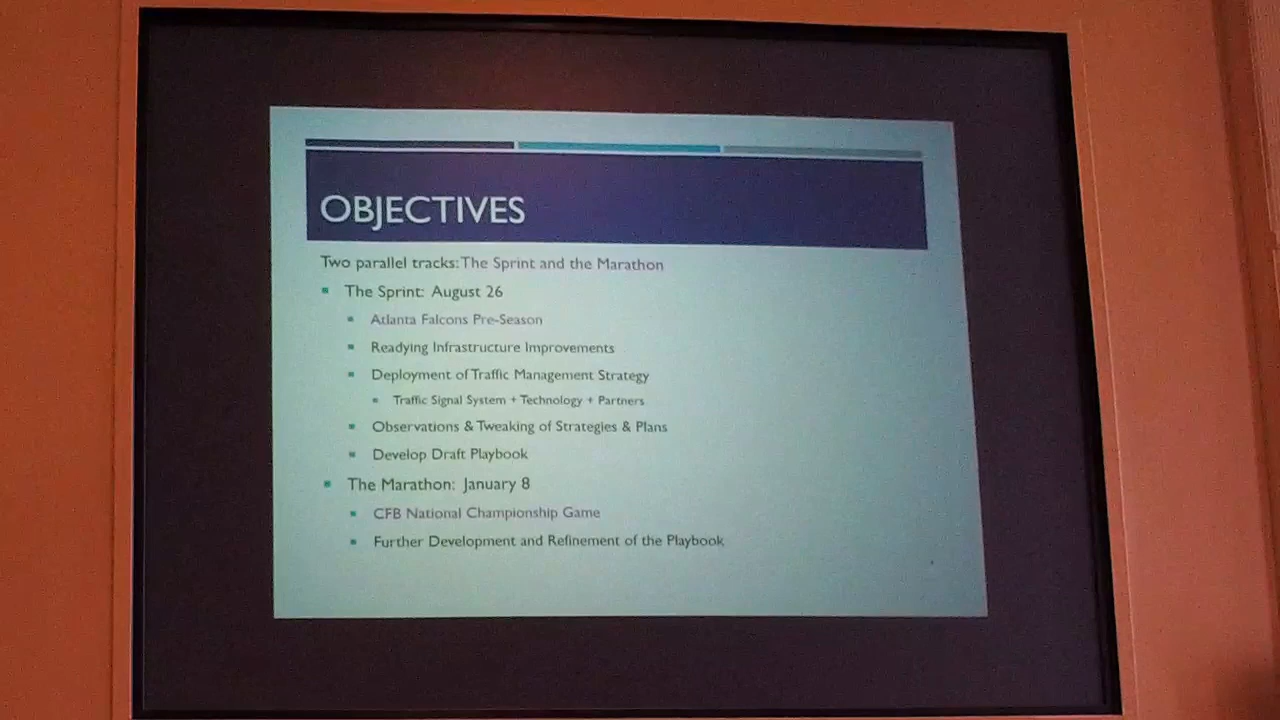 OBJECTIVES
Two parallel tracks: The Sprint and the Marathon
The Sprint: August 26
Atlanta Falcons Pre-Season
Readying Infrastructure Improvements
Deployment of Traffic Management Strategy
Traffic Signal System + Technology + Partners
Observations & Tweaking of Strategies & Plans
Develop Draft Playbook
The Marathon: January 8
CFB National Championship Game
Further Development and Refinement of the Playbook